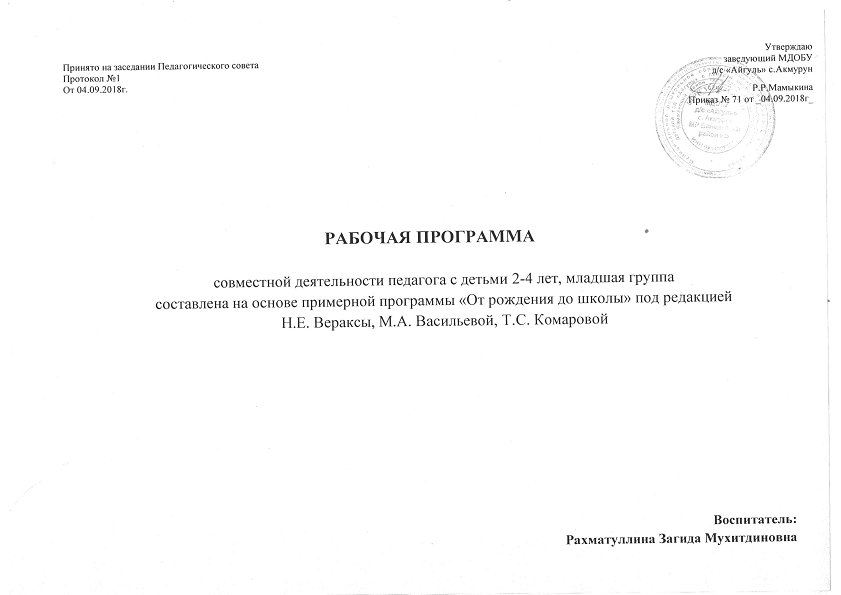 Принято на заседании Педагогического совета
Протокол №1
От 04.09.2018г.
Утверждаю
заведующий МДОБУ
д/с «Айгуль» с.Акмурун
Р.Р.Мамыкина
Приказ № 71 от _04.09.2018г_
РАБОЧАЯ ПРОГРАММА
совместной деятельности педагога с детьми 2-4 лет, младшая группа
составлена на основе примерной программы «От рождения до школы» под редакцией
Н.Е. Вераксы, М.А. Васильевой, Т.С. Комаровой
Воспитатель:
Рахматуллина Загида Мухитдиновна